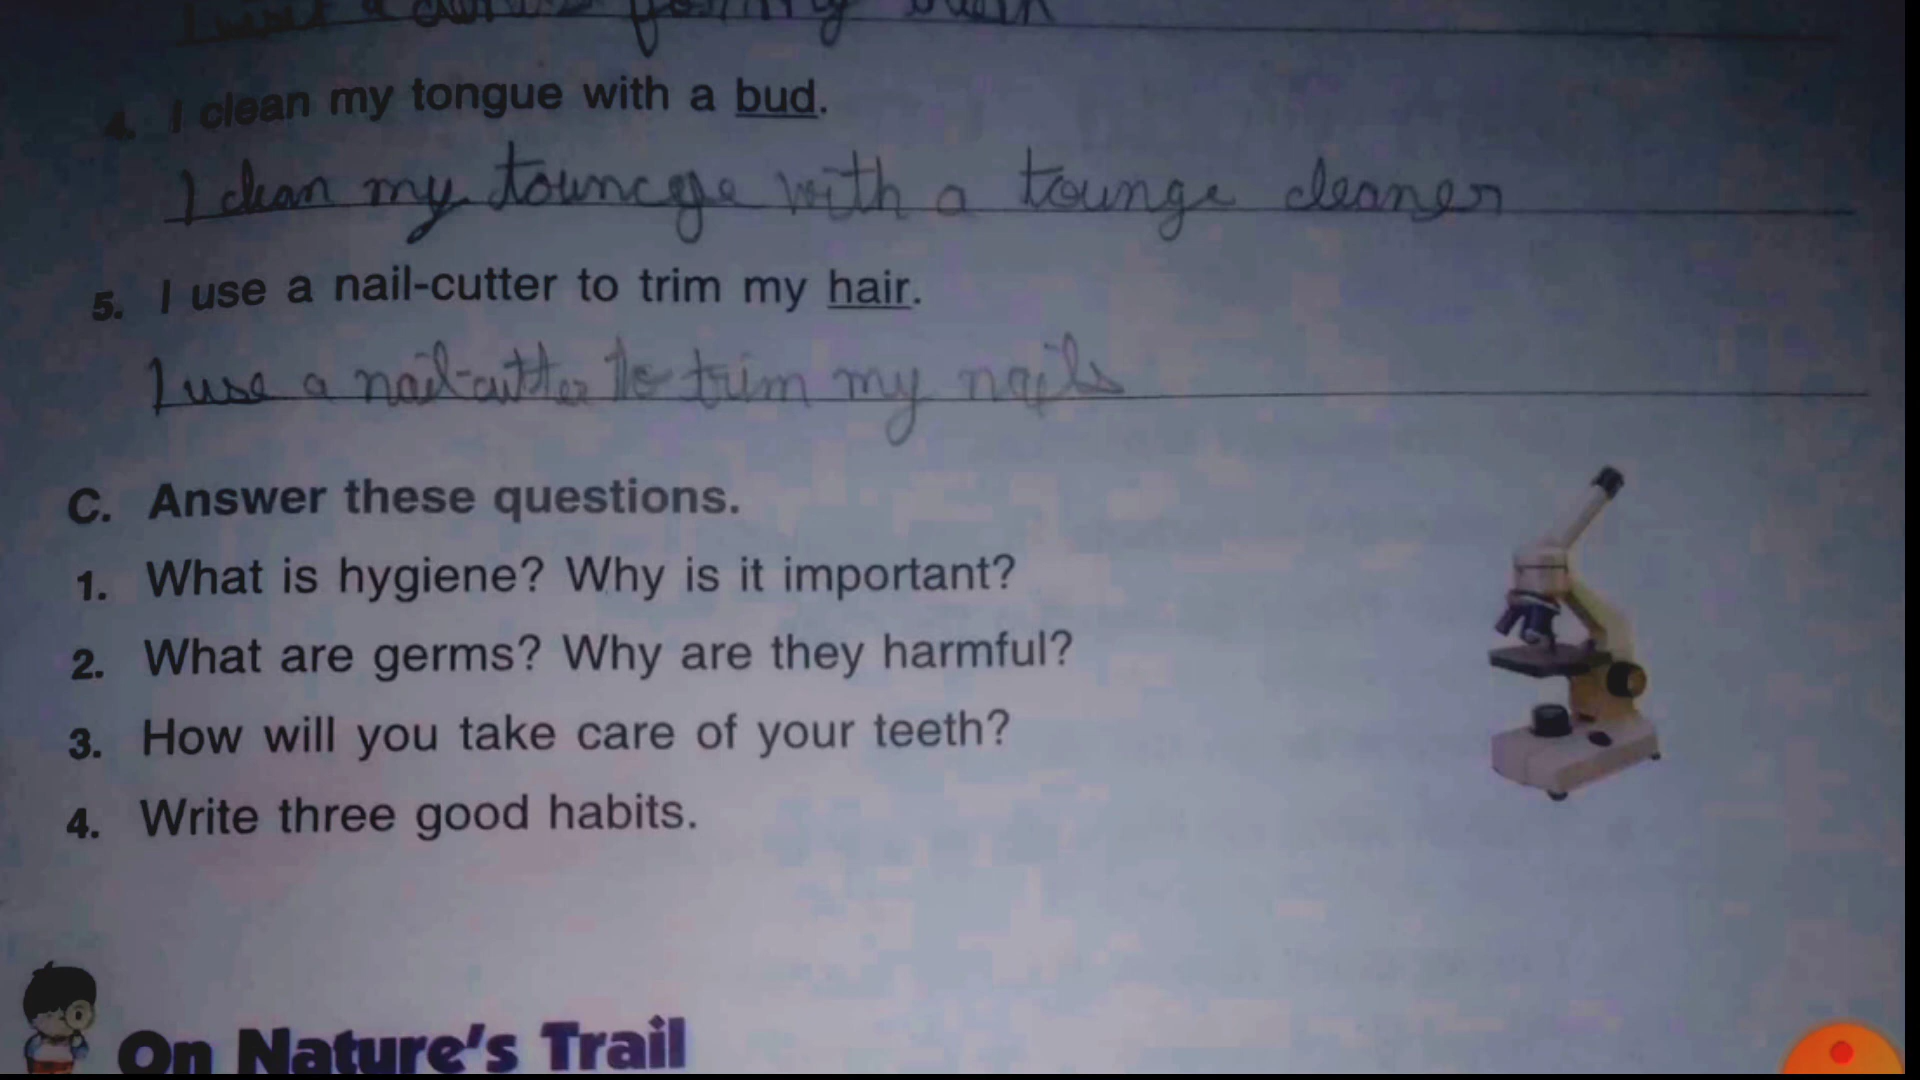 4. I clean my tongue with a bud.
I clean my touncge with a tounge cleaner
5. I use a nail-cutter to trim my hair.
I use a nail-cutter to trim my nails
C. Answer these questions.
1. What is hygiene? Why is it important?
2. What are germs? Why are they harmful?
3. How will you take care of your teeth?
4. Write three good habits.
On Nature's Trail